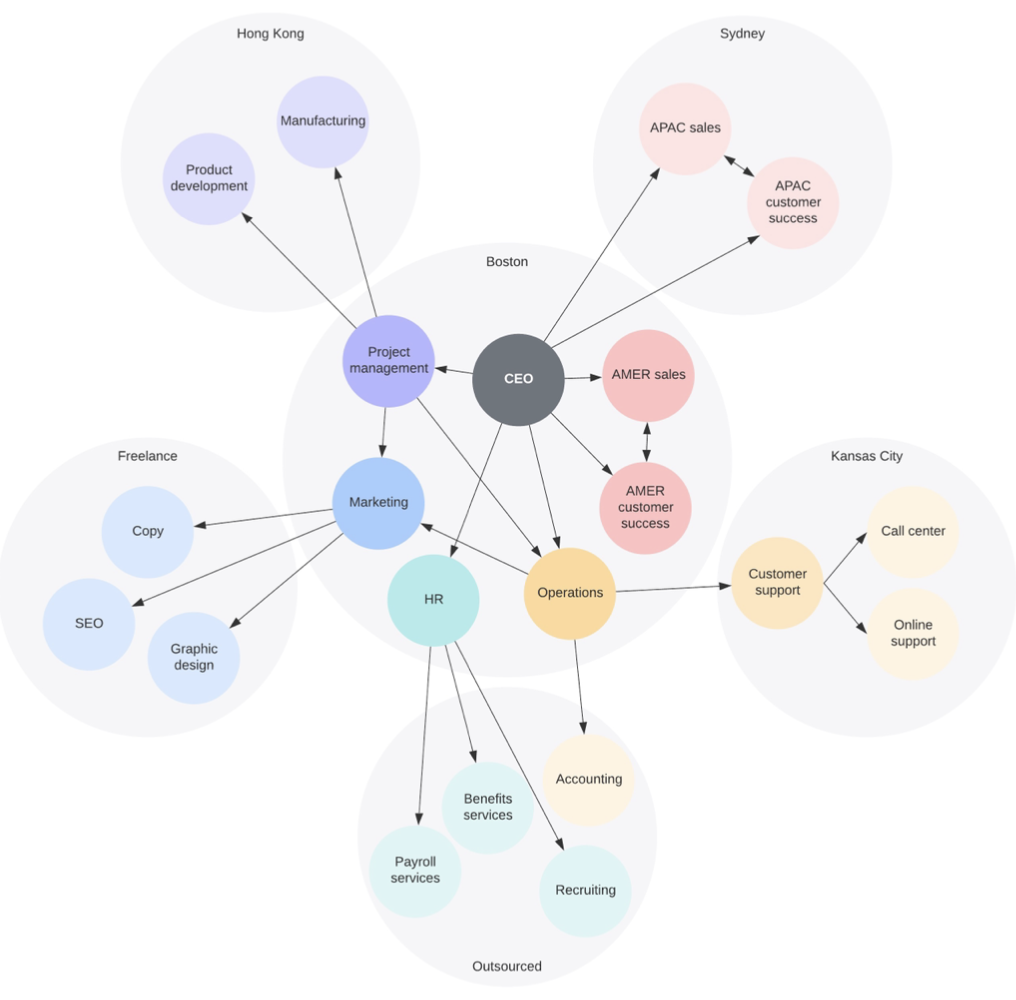 Hong Kong
Sydney
Manufacturing
APAC sales
Product
development
APAC
customer
success
Boston
Project
management
CEO
AMER sales
Freelance
Kansas City
Marketing
AMER
customer
success
Copy
Call center
Customer
support
HR
Operations
SEO
Graphic
design
Online
support
Accounting
Benefits
services
Payroll
services
Recruiting
Outsourced